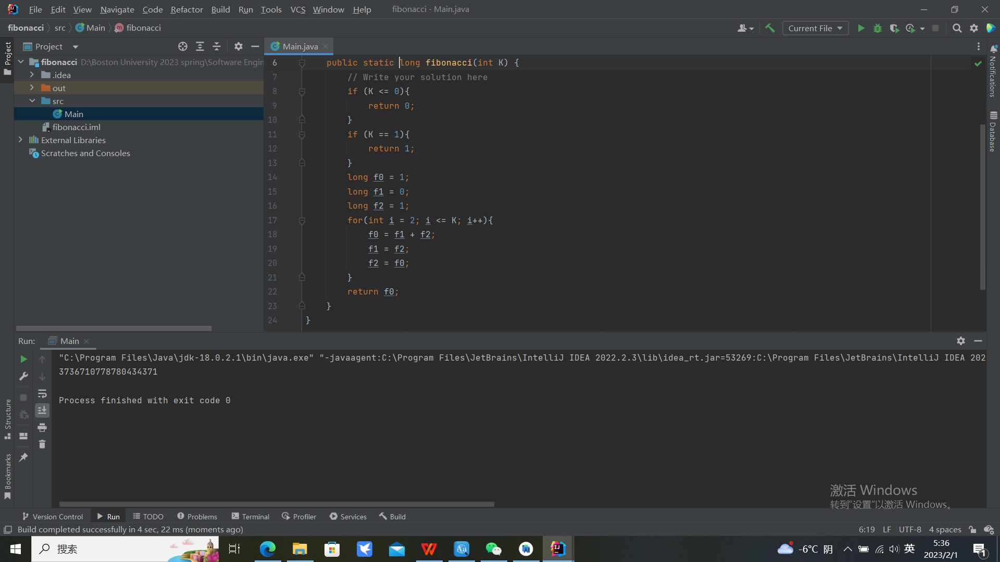 File Edit View Navigate Code Refactor Build Run Tools VCS Window Help fibonacci - Main.java
fibonacci src Main fibonacci
Current File
Project
Project
Main.java
fibonacci D:\Boston University 2023 spring\Software Engin
.idea
out
src
Main
fibonacci.iml
External Libraries
Scratches and Consoles
6 public static long fibonacci(int K) {
7 // Write your solution here
8 if (K <= 0){
9 return 0;
10 }
11 if (K == 1){
12 return 1;
13 }
14 long f0 = 1;
15 long f1 = 0;
16 long f2 = 1;
17 for(int i = 2; i <= K; i++){
18 f0 = f1 + f2;
19 f1 = f2;
20 f2 = f0;
21 }
22 return f0;
23 }
24 }
Notifications
Database
Run: Main
"C:\Program Files\Java\jdk-18.0.2.1\bin\java.exe" "-javaagent:C:\Program Files\JetBrains\IntelliJ IDEA 2022.2.3\lib\idea_rt.jar=53269:C:\Program Files\JetBrains\IntelliJ IDEA 202
3736710778780434371
Process finished with exit code 0
Structure
Bookmarks
激活 Windows
转到“设置”以激活 Windows。
Version Control Run TODO Problems Terminal Profiler Services Build
Build completed successfully in 4 sec, 22 ms (moments ago)
6:19 LF UTF-8 4 spaces
搜索
-6°C 阴
英
5:36
2023/2/1
1